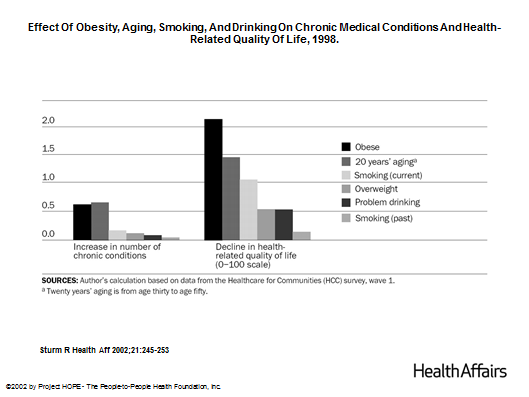 Effect Of Obesity, Aging, Smoking, And Drinking On Chronic Medical Conditions And Health-
Related Quality Of Life, 1998.
2.0
1.5
1.0
0.5
0.0
Obese
20 years' agingª
Smoking (current)
Overweight
Problem drinking
Smoking (past)
Increase in number of
chronic conditions
Decline in health-
related quality of life
(0–100 scale)
SOURCES: Author's calculation based on data from the Healthcare for Communities (HCC) survey, wave 1.
ª Twenty years' aging is from age thirty to age fifty.
Sturm R Health Aff 2002;21:245-253
HealthAffairs
©2002 by Project HOPE - The People-to-People Health Foundation, Inc.